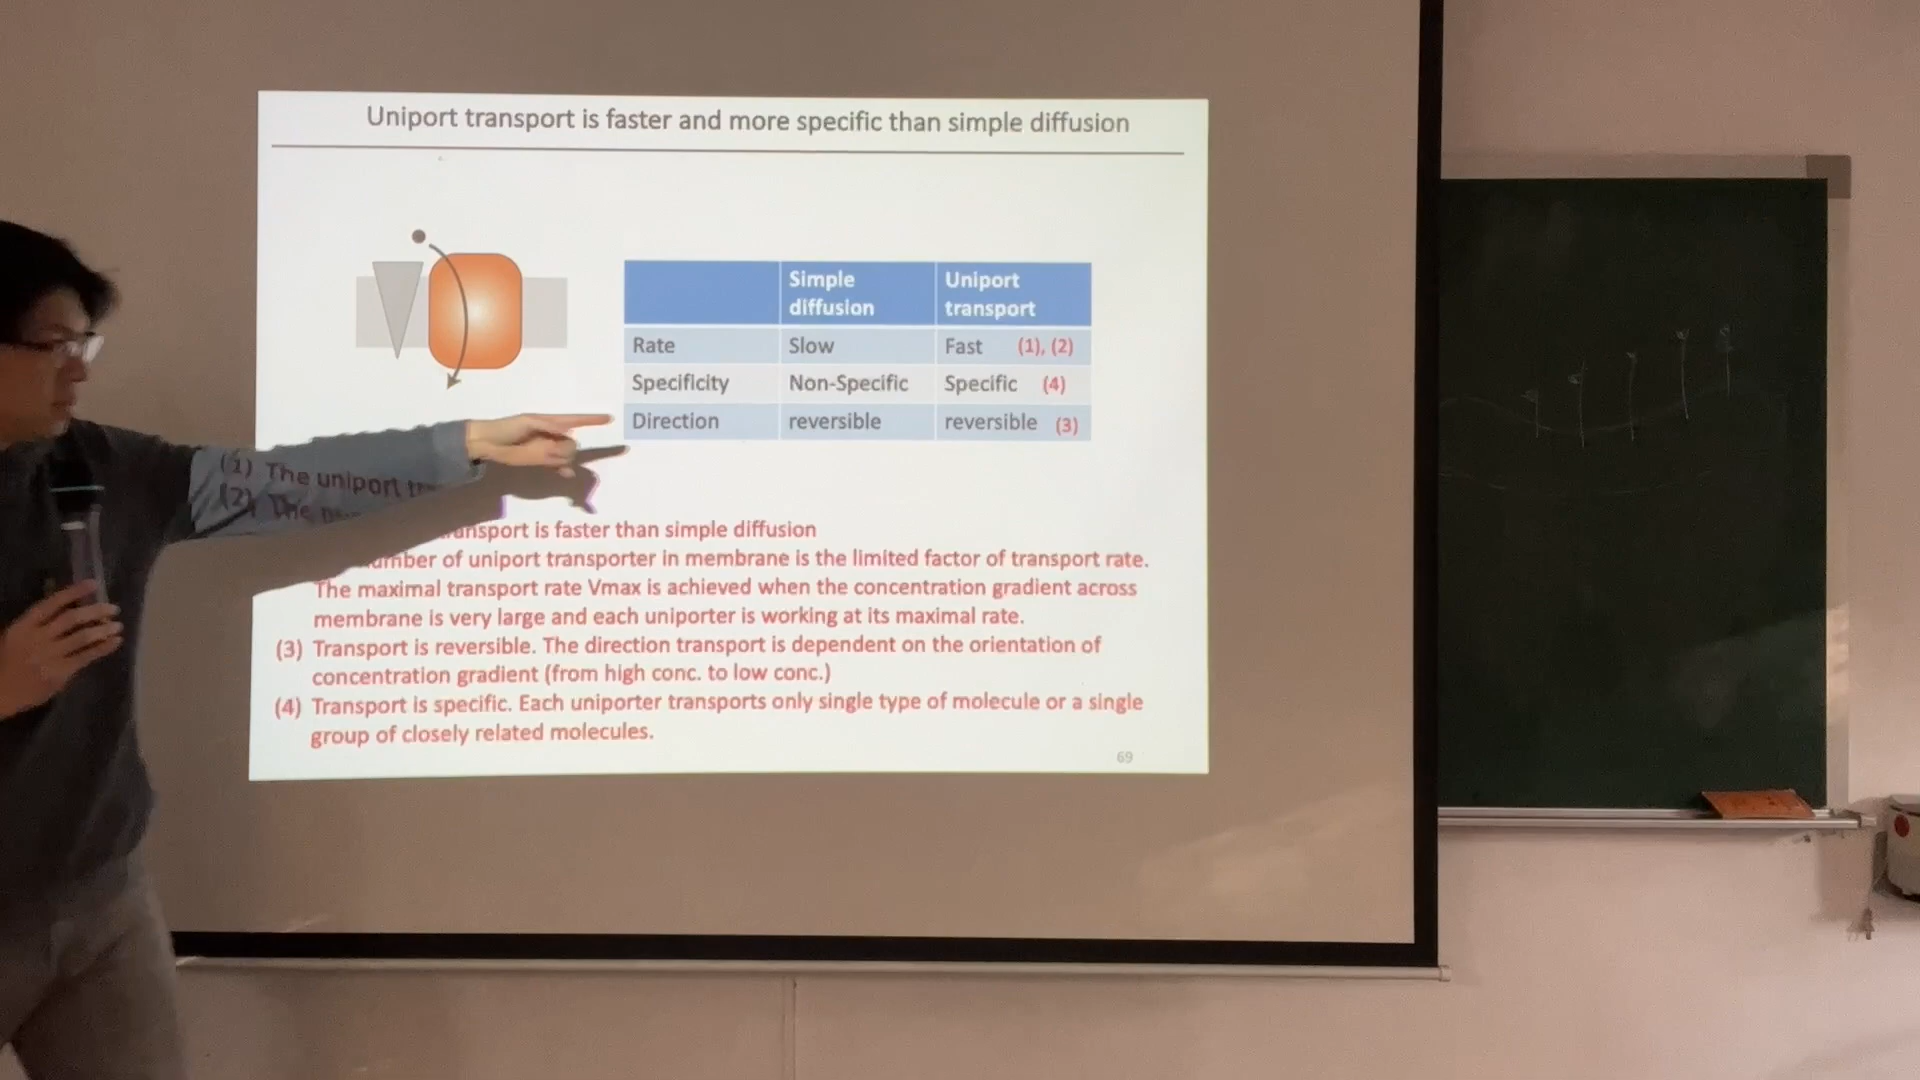 Uniport transport is faster and more specific than simple diffusion
Simple diffusion
Uniport transport
Rate Slow Fast (1), (2)
Specificity Non-Specific Specific (4)
Direction reversible reversible (3)
(1) The uniport transport is faster than simple diffusion
(2) The number of uniport transporter in membrane is the limited factor of transport rate.
The maximal transport rate Vmax is achieved when the concentration gradient across
membrane is very large and each uniporter is working at its maximal rate.
(3) Transport is reversible. The direction transport is dependent on the orientation of
concentration gradient (from high conc. to low conc.)
(4) Transport is specific. Each uniporter transports only single type of molecule or a single
group of closely related molecules.
69